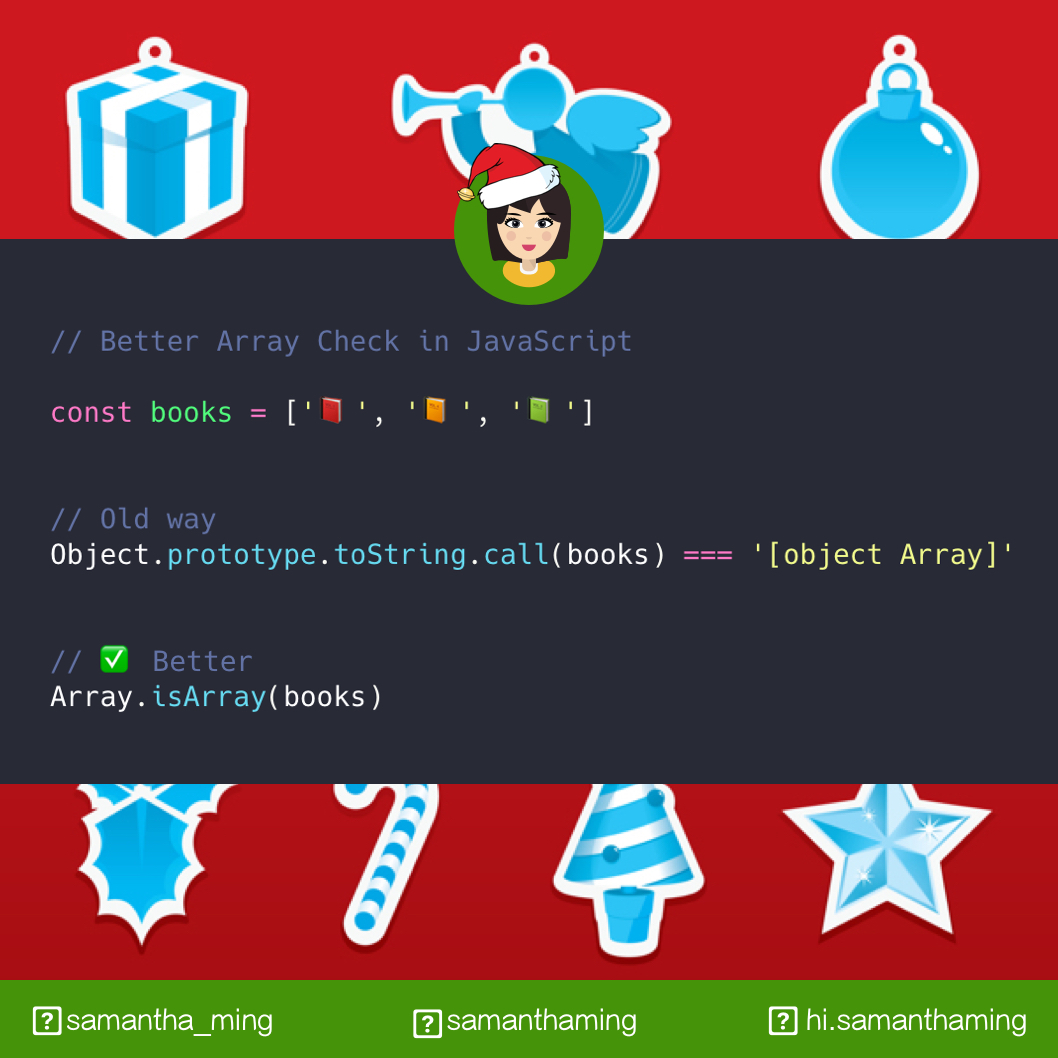 // Better Array Check in JavaScript
const books = ['📕', '📙', '📗']
// Old way
Object.prototype.toString.call(books) === '[object Array]'
// ✅ Better
Array.isArray(books)
samantha_ming samanthaming hi.samanthaming